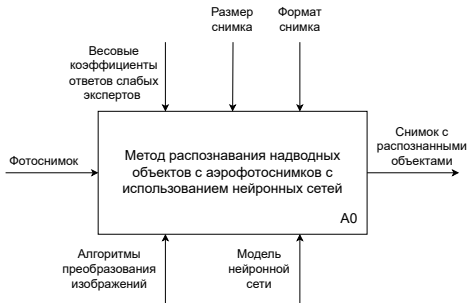 Размер
снимка
Формат
снимка
Весовые
коэффициенты
ответов слабых
экспертов
Фотоснимок
Метод распознавания надводных
объектов с аэрофотоснимков с
использованием нейронных сетей
A0
Снимок с
распознанными
объектами
Алгоритмы
преобразования
изображений
Модель
нейронной
сети